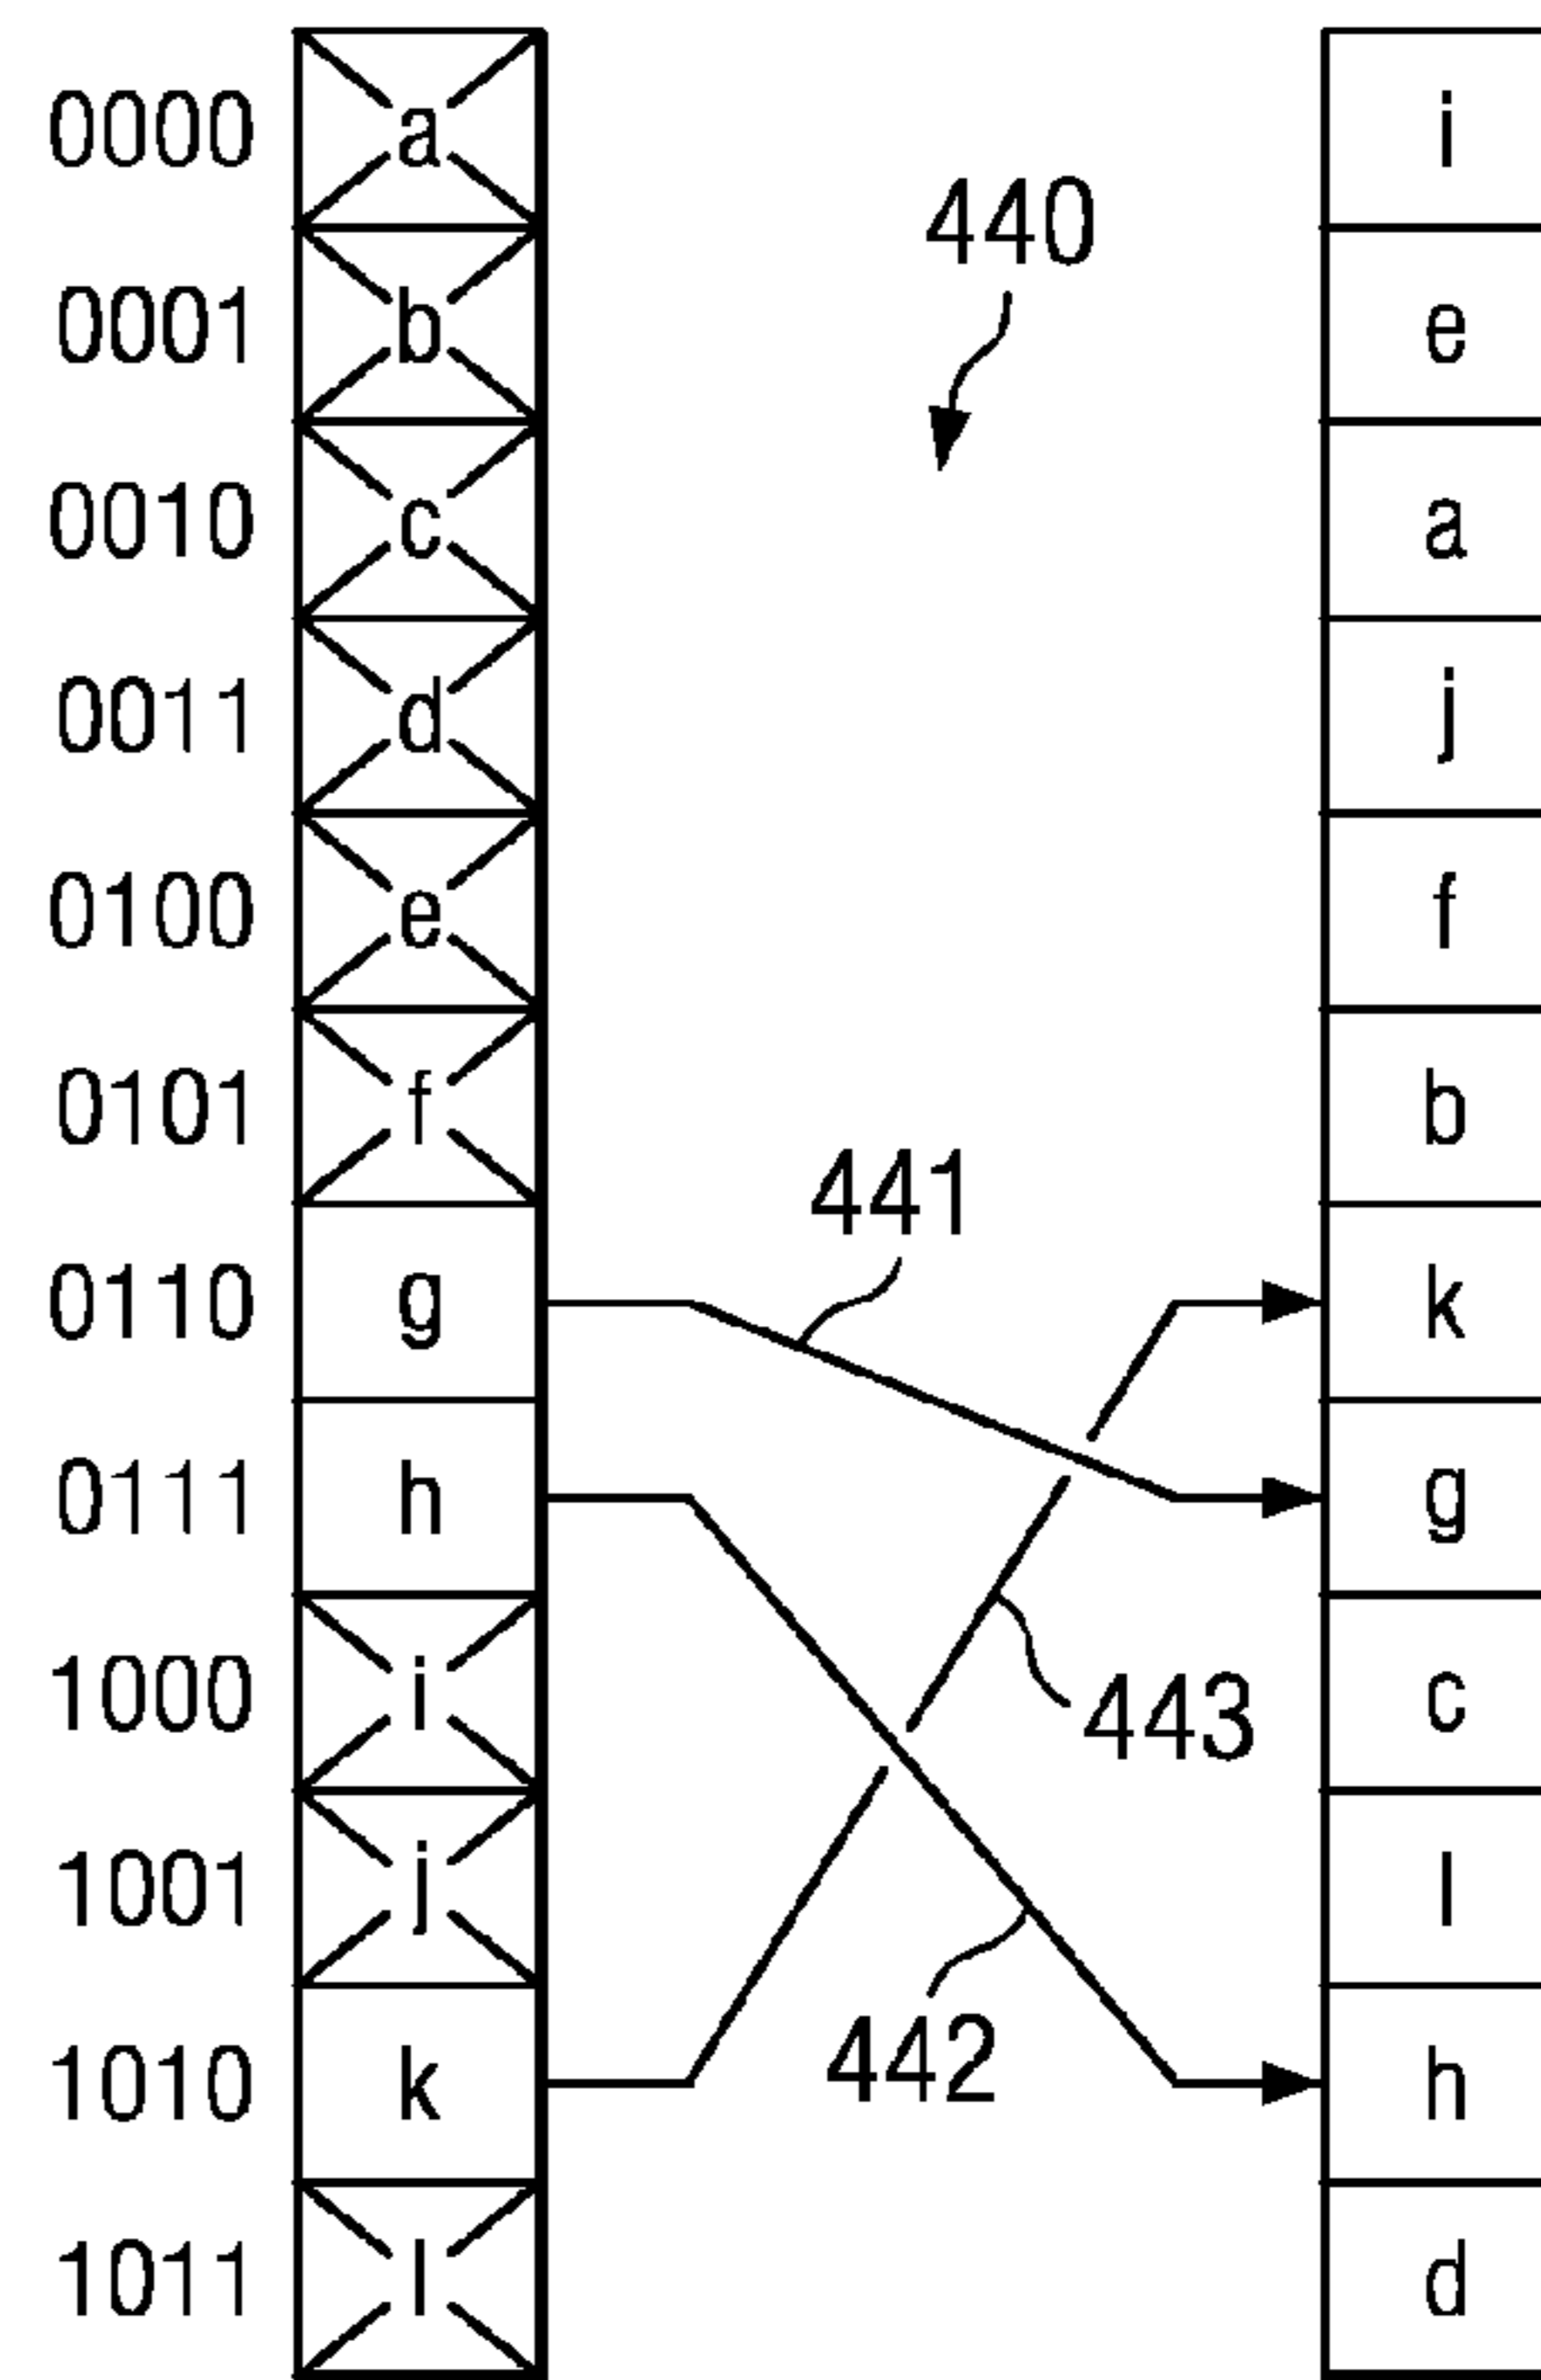 0000 a i
440
0001 b e
0010 c a
0011 d j
0100 e f
0101 f b
441
0110 g k
0111 h g
1000 i c
443
1001 j l
1010 k h
442
1011 l d